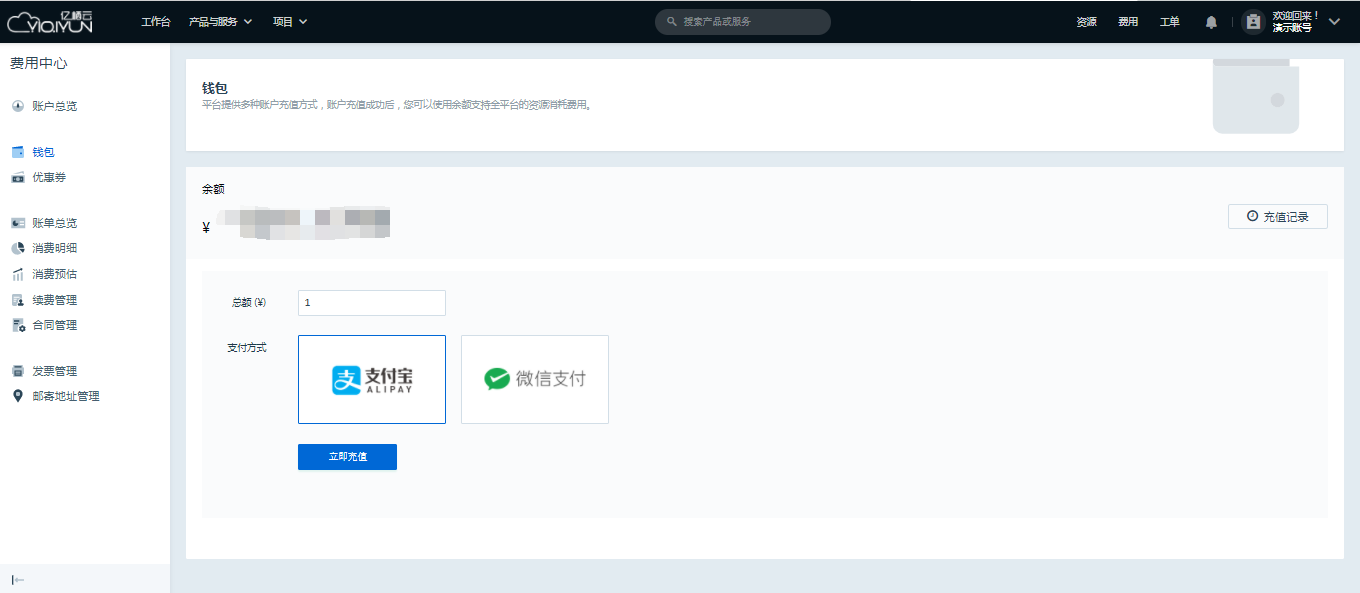 亿栖云
YIQIYUN
工作台 产品与服务 项目 搜索产品或服务 资源 费用 工单 欢迎回来!
演示账号
费用中心
账户总览
钱包
优惠券
账单总览
消费明细
消费预估
续费管理
合同管理
发票管理
邮寄地址管理
钱包
平台提供多种账户充值方式，账户充值成功后，您可以使用余额支持全平台的资源消耗费用。
余额
¥
充值记录
总额(¥) 1
支付方式
支 支付宝
ALIPAY
微信支付
立即充值